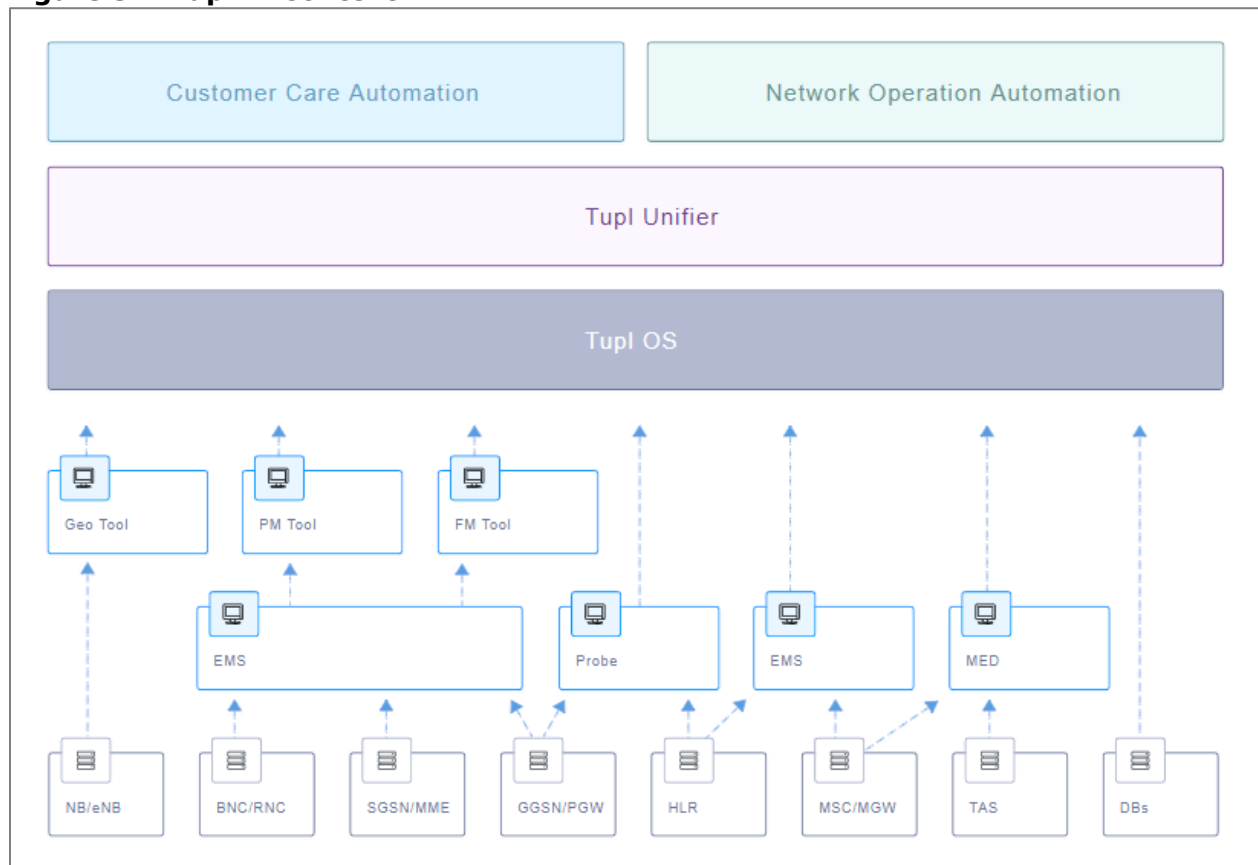 Customer Care Automation
Network Operation Automation
Tupl Unifier
Tupl OS
Geo Tool
PM Tool
FM Tool
EMS
Probe
EMS
MED
NB/eNB
BNC/RNC
SGSN/MME
GGSN/PGW
HLR
MSC/MGW
TAS
DBs